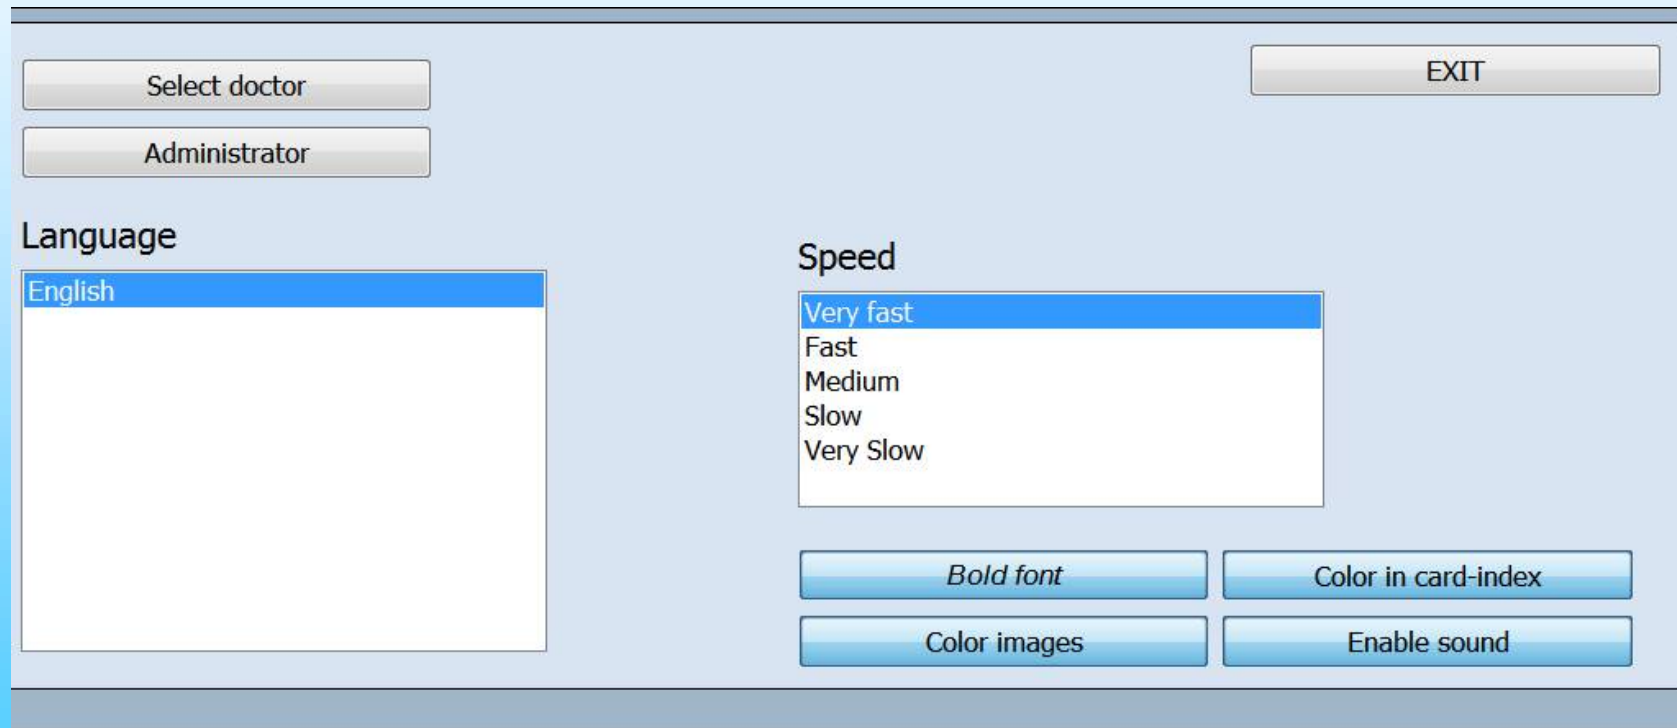 Select doctor
EXIT
Administrator
Language
English
Speed
Very fast
Fast
Medium
Slow
Very Slow
Bold font
Color in card-index
Color images
Enable sound